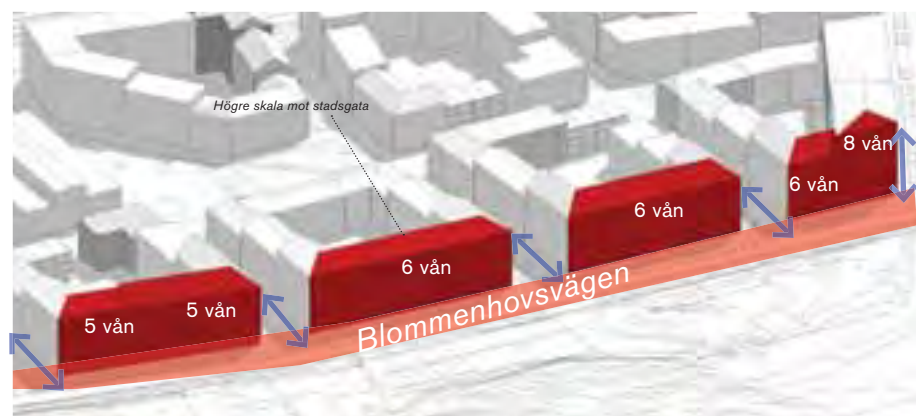 Högre skala mot stadsgata
8 vån
6 vån
6 vån
6 vån
5 vån
5 vån
Blommenhovsvägen